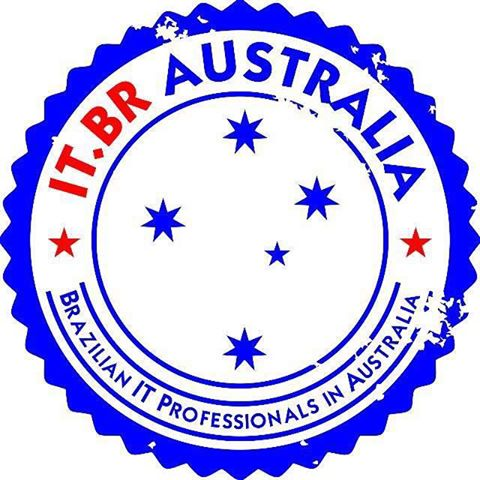 IT.BR AUSTRALIA
BRAZILIAN IT PROFESSIONALS IN AUSTRALIA